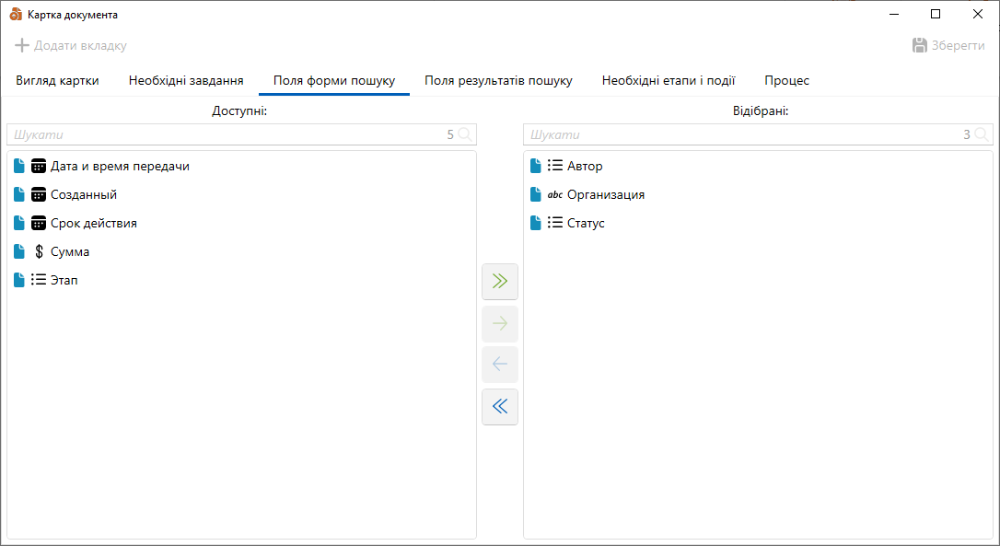 Картка документа
Додати вкладку
Зберегти
Вигляд картки
Необхідні завдання
Поля форми пошуку
Поля результатів пошуку
Необхідні етапи і події
Процес
Доступні:
Шукати 5
Дата и время передачи
Созданный
Срок действия
$ Сумма
Этап
Відібрані:
Шукати 3
Автор
abc Организация
Статус